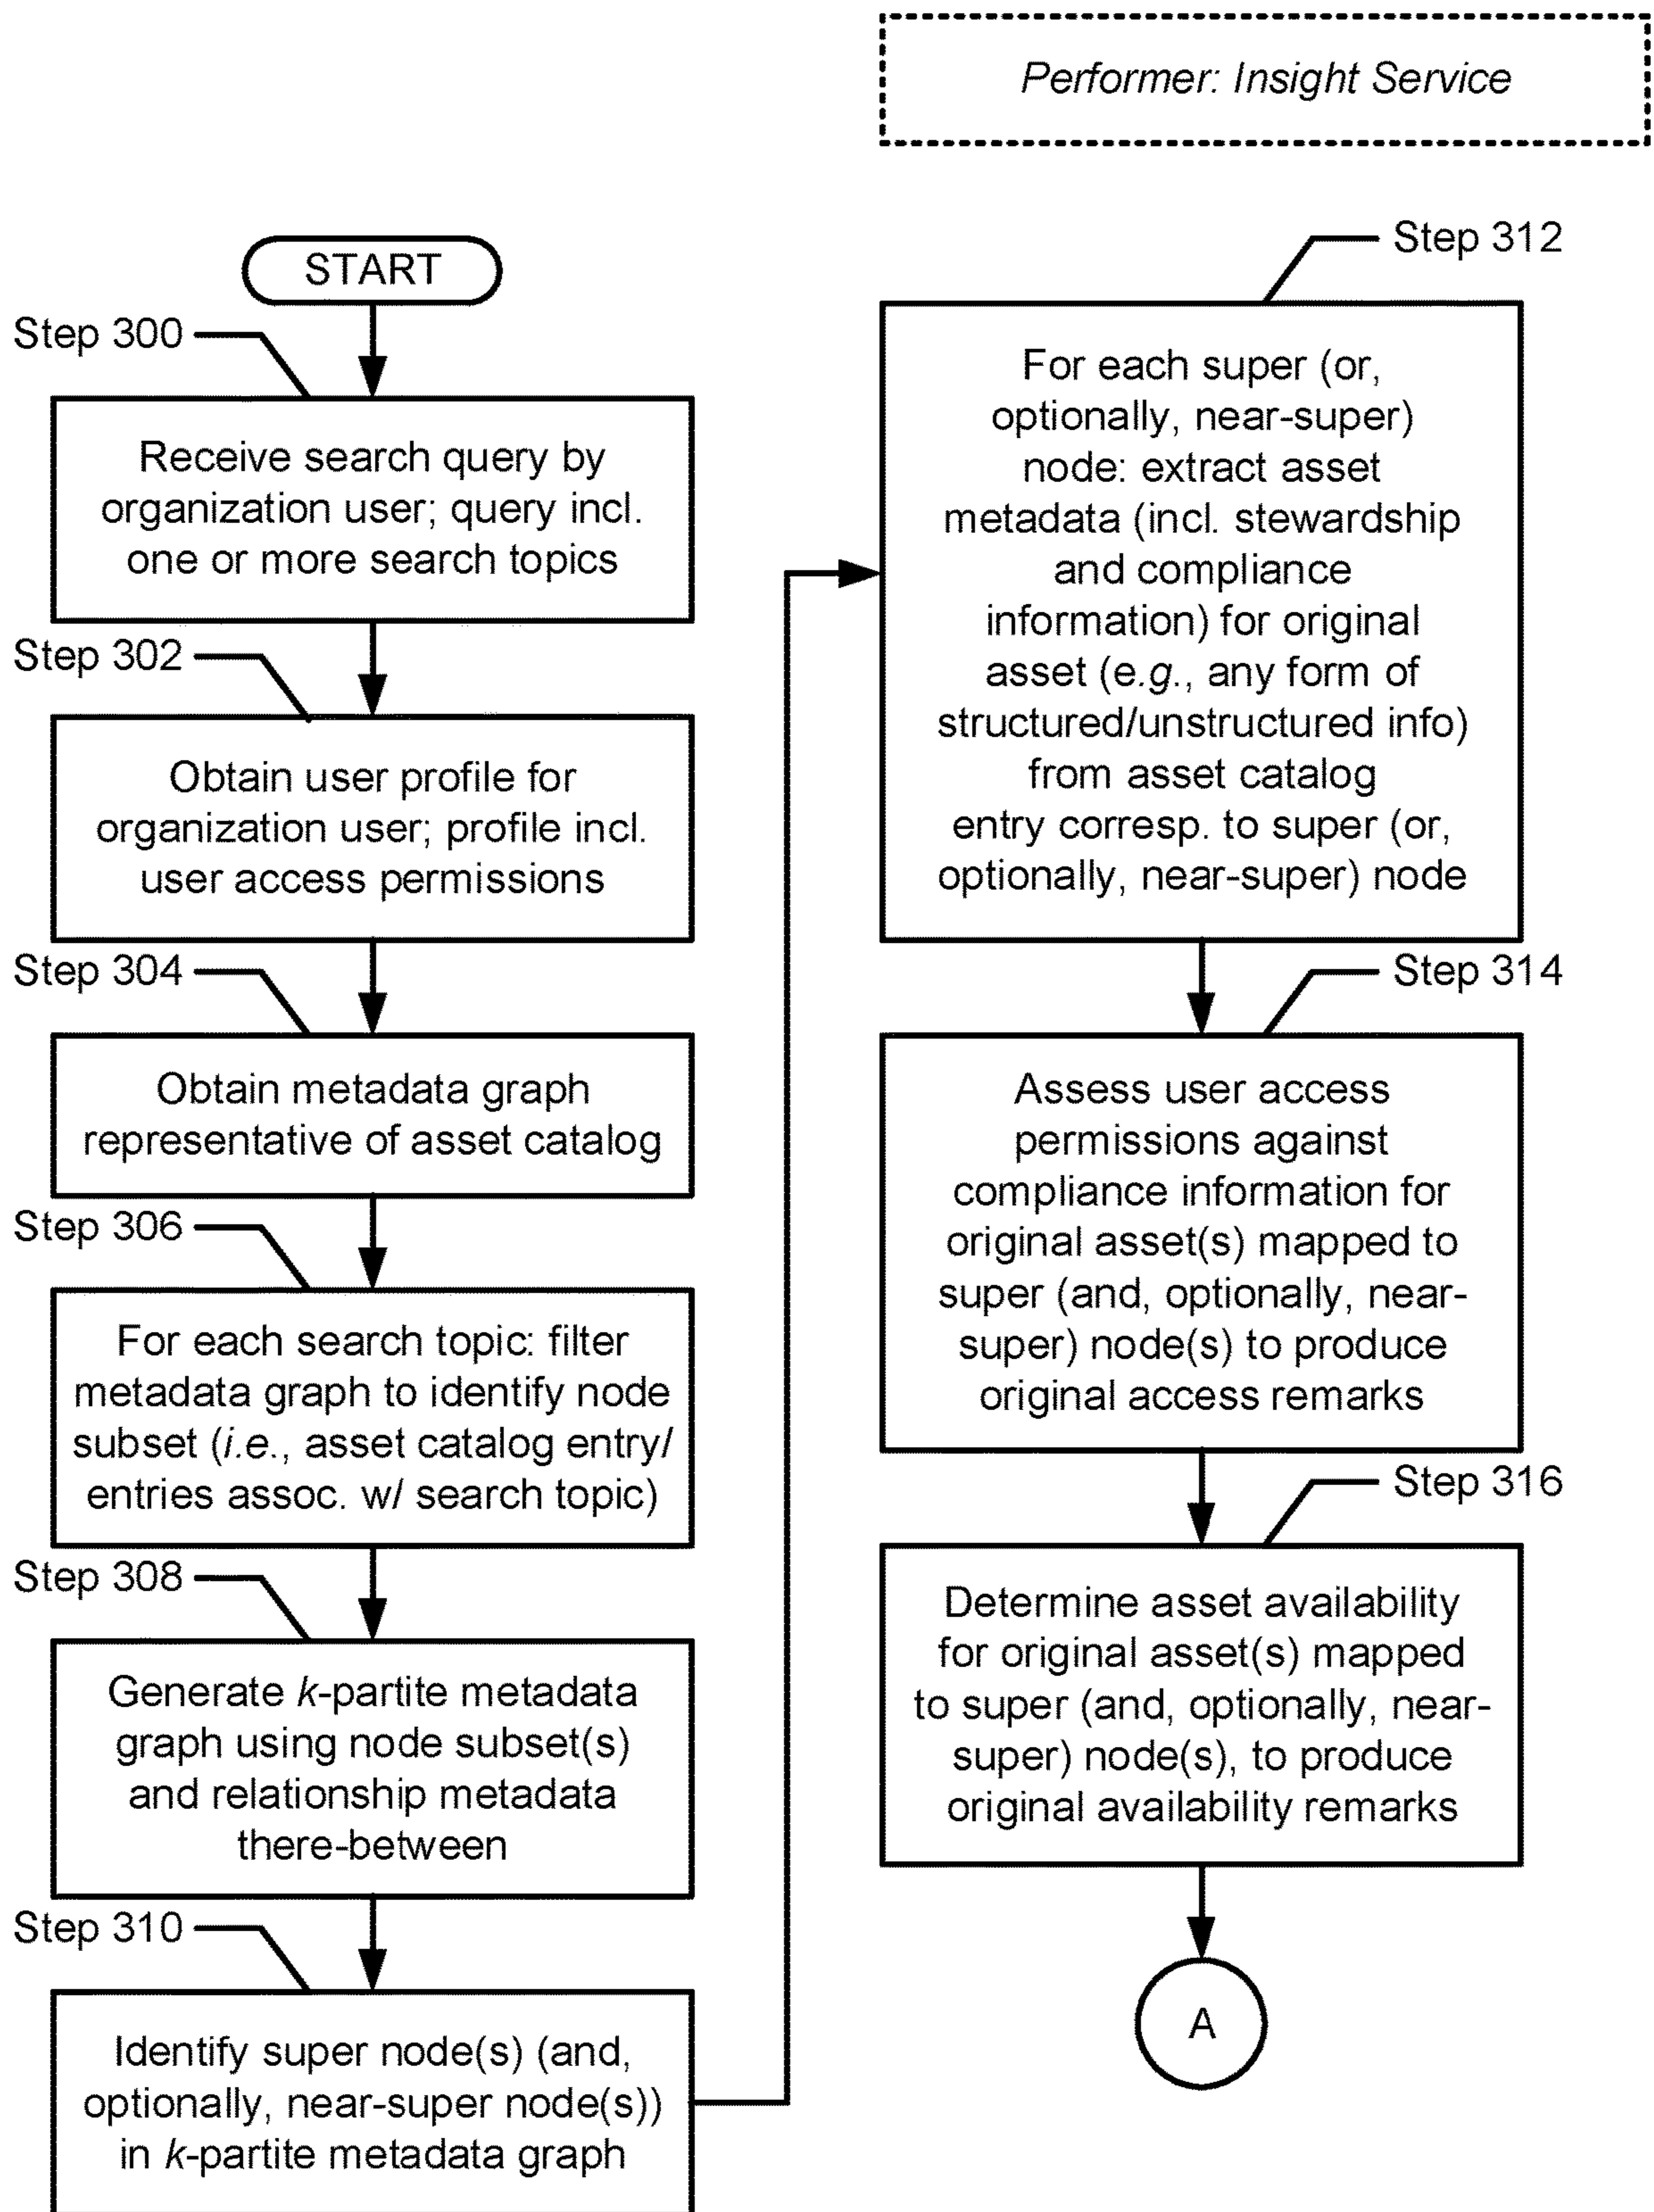 Performer: Insight Service
START
Step 300
Receive search query by
organization user; query incl.
one or more search topics
Step 302
Obtain user profile for
organization user; profile incl.
user access permissions
Step 304
Obtain metadata graph
representative of asset catalog
Step 306
For each search topic: filter
metadata graph to identify node
subset (i.e., asset catalog entry/
entries assoc. w/ search topic)
Step 308
Generate k-partite metadata
graph using node subset(s)
and relationship metadata
there-between
Step 310
Identify super node(s) (and,
optionally, near-super node(s))
in k-partite metadata graph
Step 312
For each super (or,
optionally, near-super)
node: extract asset
metadata (incl. stewardship
and compliance
information) for original
asset (e.g., any form of
structured/unstructured info)
from asset catalog
entry corresp. to super (or,
optionally, near-super) node
Step 314
Assess user access
permissions against
compliance information for
original asset(s) mapped to
super (and, optionally, near-
super) node(s) to produce
original access remarks
Step 316
Determine asset availability
for original asset(s) mapped
to super (and, optionally, near-
super) node(s), to produce
original availability remarks
A